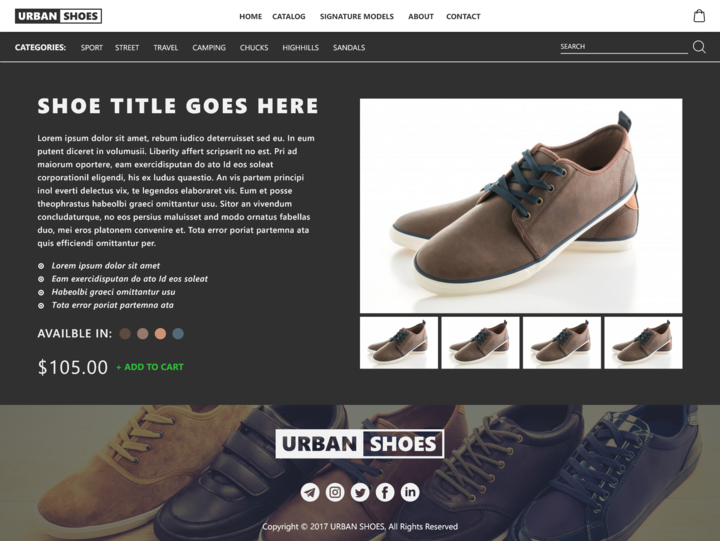 URBAN SHOES
HOME CATALOG SIGNATURE MODELS ABOUT CONTACT
CATEGORIES: SPORT STREET TRAVEL CAMPING CHUCKS HIGHHILLS SANDALS
SEARCH
SHOE TITLE GOES HERE
Lorem ipsum dolor sit amet, rebum iudico deterruisset sed eu. In eum
putent diceret in volumusii. Liberity affert scripserit no est. Pri ad
maiorum oportere, eam exercidisputan do ato Id eos soleat
corporationil eligendi, his ex ludus quaestio. An vis partem principi
inol everti delectus vix, te legendos elaboraret vis. Eum et posse
theophrastus habeolbi graeci omittantur usu. Sitor an vivendum
concludaturque, no eos persius maluisset and modo ornatus fabellas
duo, mei eros platonem convenire et. Tota error poriat partemna ata
quis efficiendi omittantur per.
Lorem ipsum dolor sit amet
Eam exercidisputan do ato Id eos soleat
Habeolbi graeci omittantur usu
Tota error poriat partemna ata
AVAILBLE IN:
$105.00 + ADD TO CART
URBAN SHOES
Copyright © 2017 URBAN SHOES, All Rights Reserved